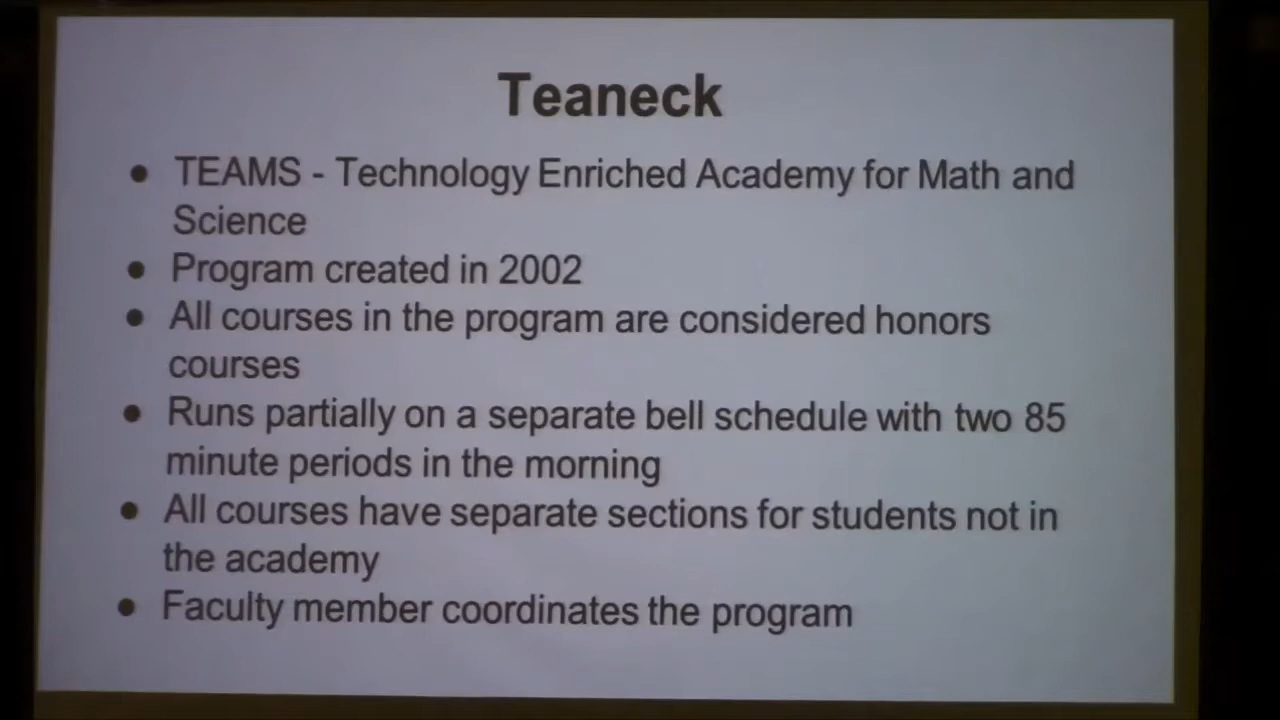 Teaneck
● TEAMS - Technology Enriched Academy for Math and
Science
● Program created in 2002
● All courses in the program are considered honors
courses
● Runs partially on a separate bell schedule with two 85
minute periods in the morning
● All courses have separate sections for students not in
the academy
● Faculty member coordinates the program